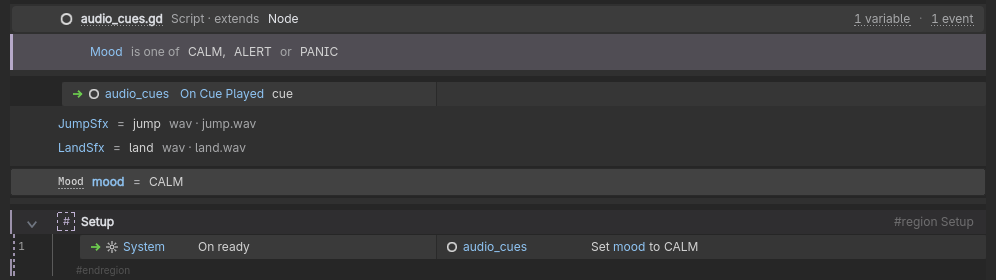 audio_cues.gd Script · extends Node 1 variable · 1 event
Mood is one of CALM, ALERT or PANIC
audio_cues On Cue Played cue
JumpSfx = jump wav · jump.wav
LandSfx = land wav · land.wav
Mood mood = CALM
# Setup #region Setup
1 System On ready audio_cues Set mood to CALM
#endregion